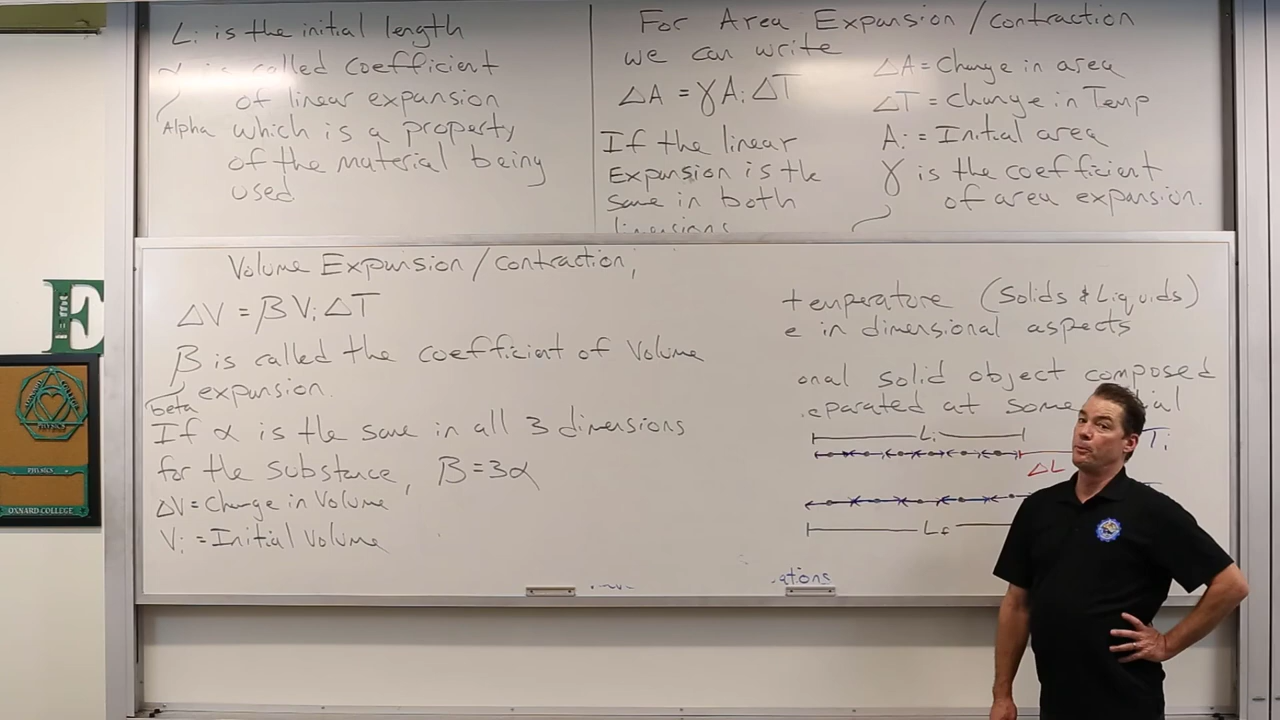 Li is the initial length
α is called coefficient
of linear expansion
Alpha which is a property
of the material being
used
For Area Expansion/contraction
we can write
ΔA = γAiΔT
If the linear
Expansion is the
same in both
dimensions
ΔA = Change in area
ΔT = Change in Temp
Ai = Initial area
γ is the coefficient
of area expansion.
Volume Expansion/contraction,
ΔV = βViΔT
β is called the coefficient of Volume
beta expansion.
If α is the same in all 3 dimensions
for the substance, β=3α
ΔV = Change in Volume
Vi = Initial Volume
temperature (Solids & Liquids)
e in dimensional aspects
onal solid object composed
eparated at some
Li
Ti
ΔL
Lf
ations
E
PHYSICS
PHYSICS
OXNARD COLLEGE